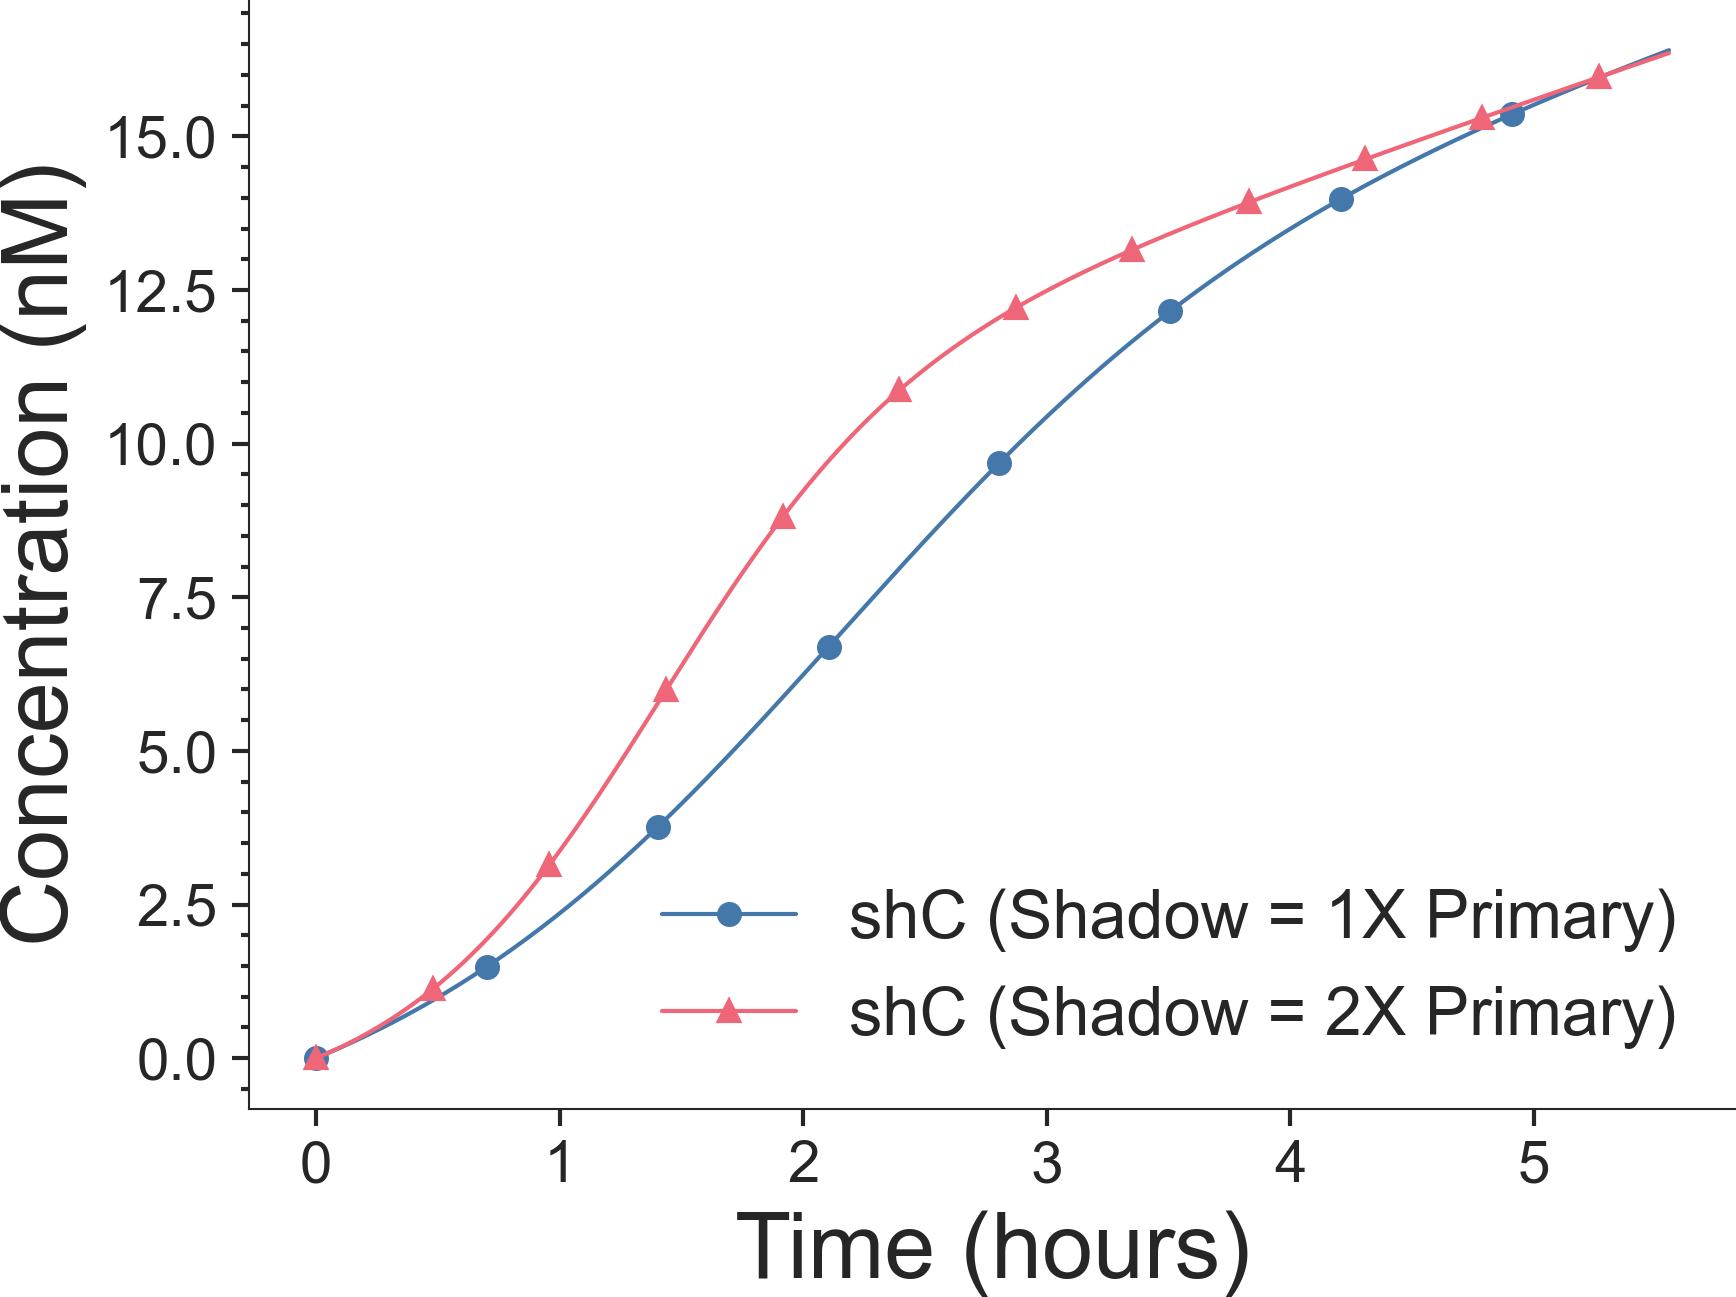 Concentration (nM)
15.0
12.5
10.0
7.5
5.0
2.5
0.0
shC (Shadow = 1X Primary)
shC (Shadow = 2X Primary)
0 1 2 3 4 5
Time (hours)